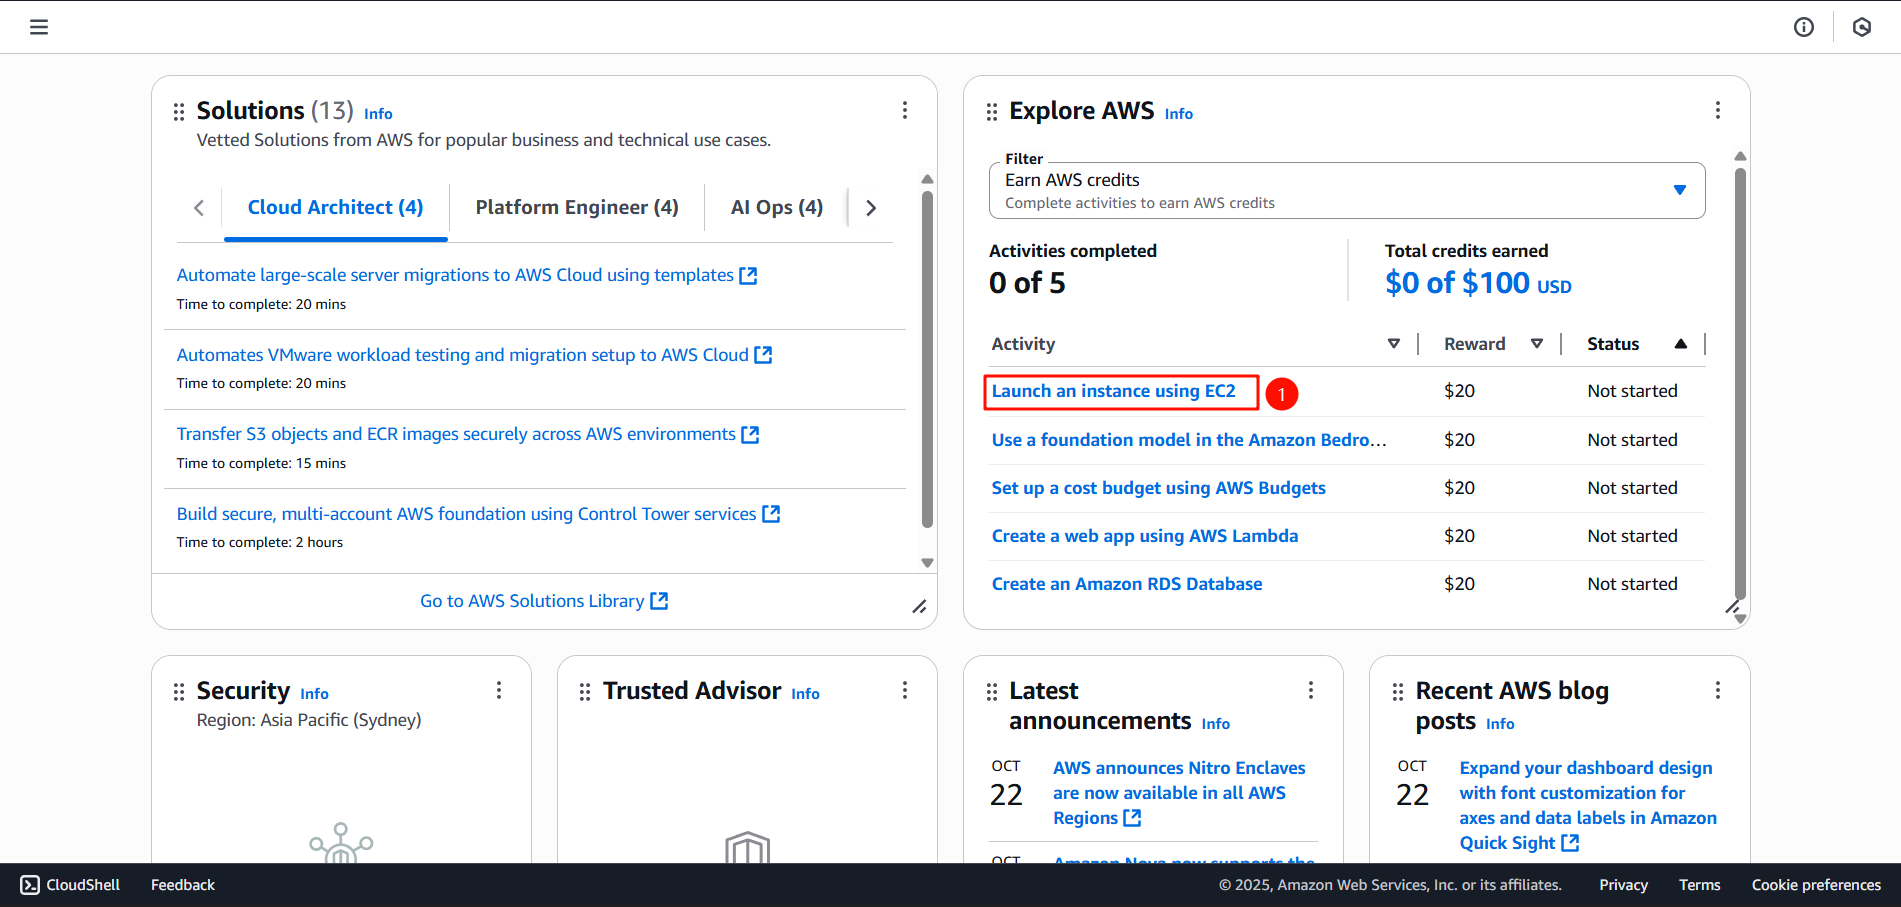 Solutions (13) Info
Vetted Solutions from AWS for popular business and technical use cases.
Cloud Architect (4)
Platform Engineer (4)
AI Ops (4)
Automate large-scale server migrations to AWS Cloud using templates
Time to complete: 20 mins
Automates VMware workload testing and migration setup to AWS Cloud
Time to complete: 20 mins
Transfer S3 objects and ECR images securely across AWS environments
Time to complete: 15 mins
Build secure, multi-account AWS foundation using Control Tower services
Time to complete: 2 hours
Go to AWS Solutions Library
Explore AWS Info
Filter
Earn AWS credits
Complete activities to earn AWS credits
Activities completed
0 of 5
Total credits earned
$0 of $100 USD
Activity Reward Status
Launch an instance using EC2 1 $20 Not started
Use a foundation model in the Amazon Bedro... $20 Not started
Set up a cost budget using AWS Budgets $20 Not started
Create a web app using AWS Lambda $20 Not started
Create an Amazon RDS Database $20 Not started
Security Info
Region: Asia Pacific (Sydney)
Trusted Advisor Info
Latest
announcements Info
OCT
22
AWS announces Nitro Enclaves
are now available in all AWS
Regions
OCT
Amazon Nova now supports the
Recent AWS blog
posts Info
OCT
22
Expand your dashboard design
with font customization for
axes and data labels in Amazon
Quick Sight
CloudShell Feedback © 2025, Amazon Web Services, Inc. or its affiliates. Privacy Terms Cookie preferences